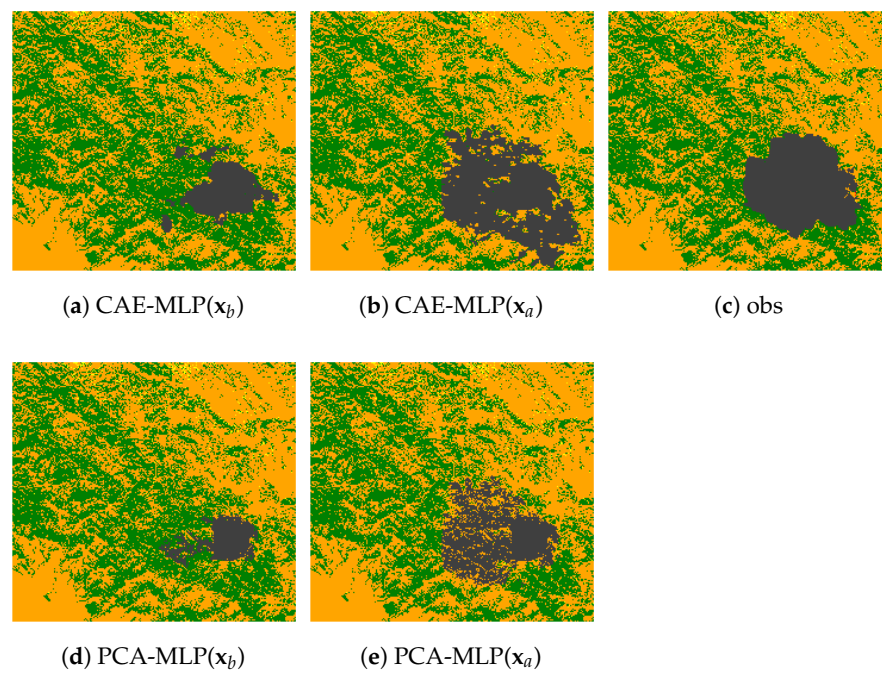 (a) CAE-MLP(x_b)
(b) CAE-MLP(x_a)
(c) obs
(d) PCA-MLP(x_b)
(e) PCA-MLP(x_a)